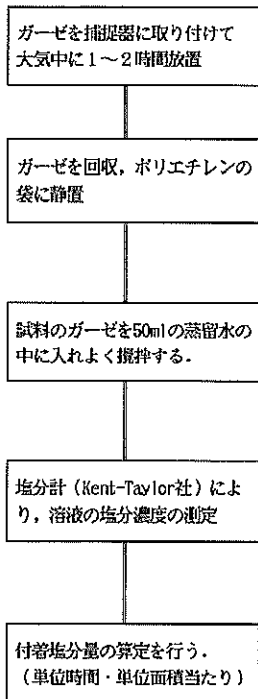 ガーゼを捕捉器に取り付けて
大気中に1～2時間放置
ガーゼを回収，ポリエチレンの
袋に静置
試料のガーゼを50mlの蒸留水の
中に入れよく攪拌する．
塩分計（Kent-Taylor社）によ
り，溶液の塩分濃度の測定
付着塩分量の算定を行う．
（単位時間・単位面積当たり）